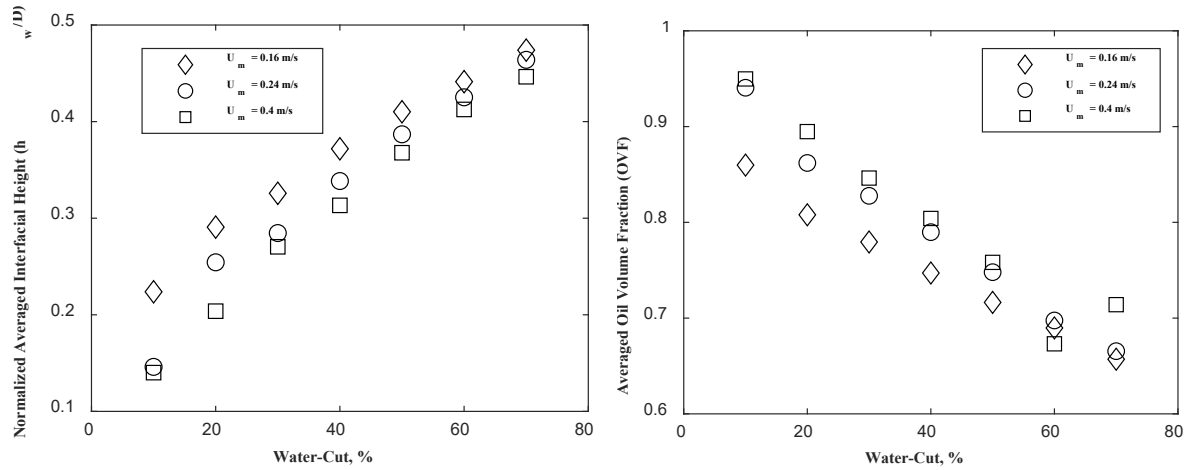 Normalized Averaged Interfacial Height (h w/D)
0.5
0.4
0.3
0.2
0.1
0
20
40
60
80
Water-Cut, %
U m = 0.16 m/s
U m = 0.24 m/s
U m = 0.4 m/s
Averaged Oil Volume Fraction (OVF)
1
0.9
0.8
0.7
0.6
0
20
40
60
80
Water-Cut, %
U m = 0.16 m/s
U m = 0.24 m/s
U m = 0.4 m/s